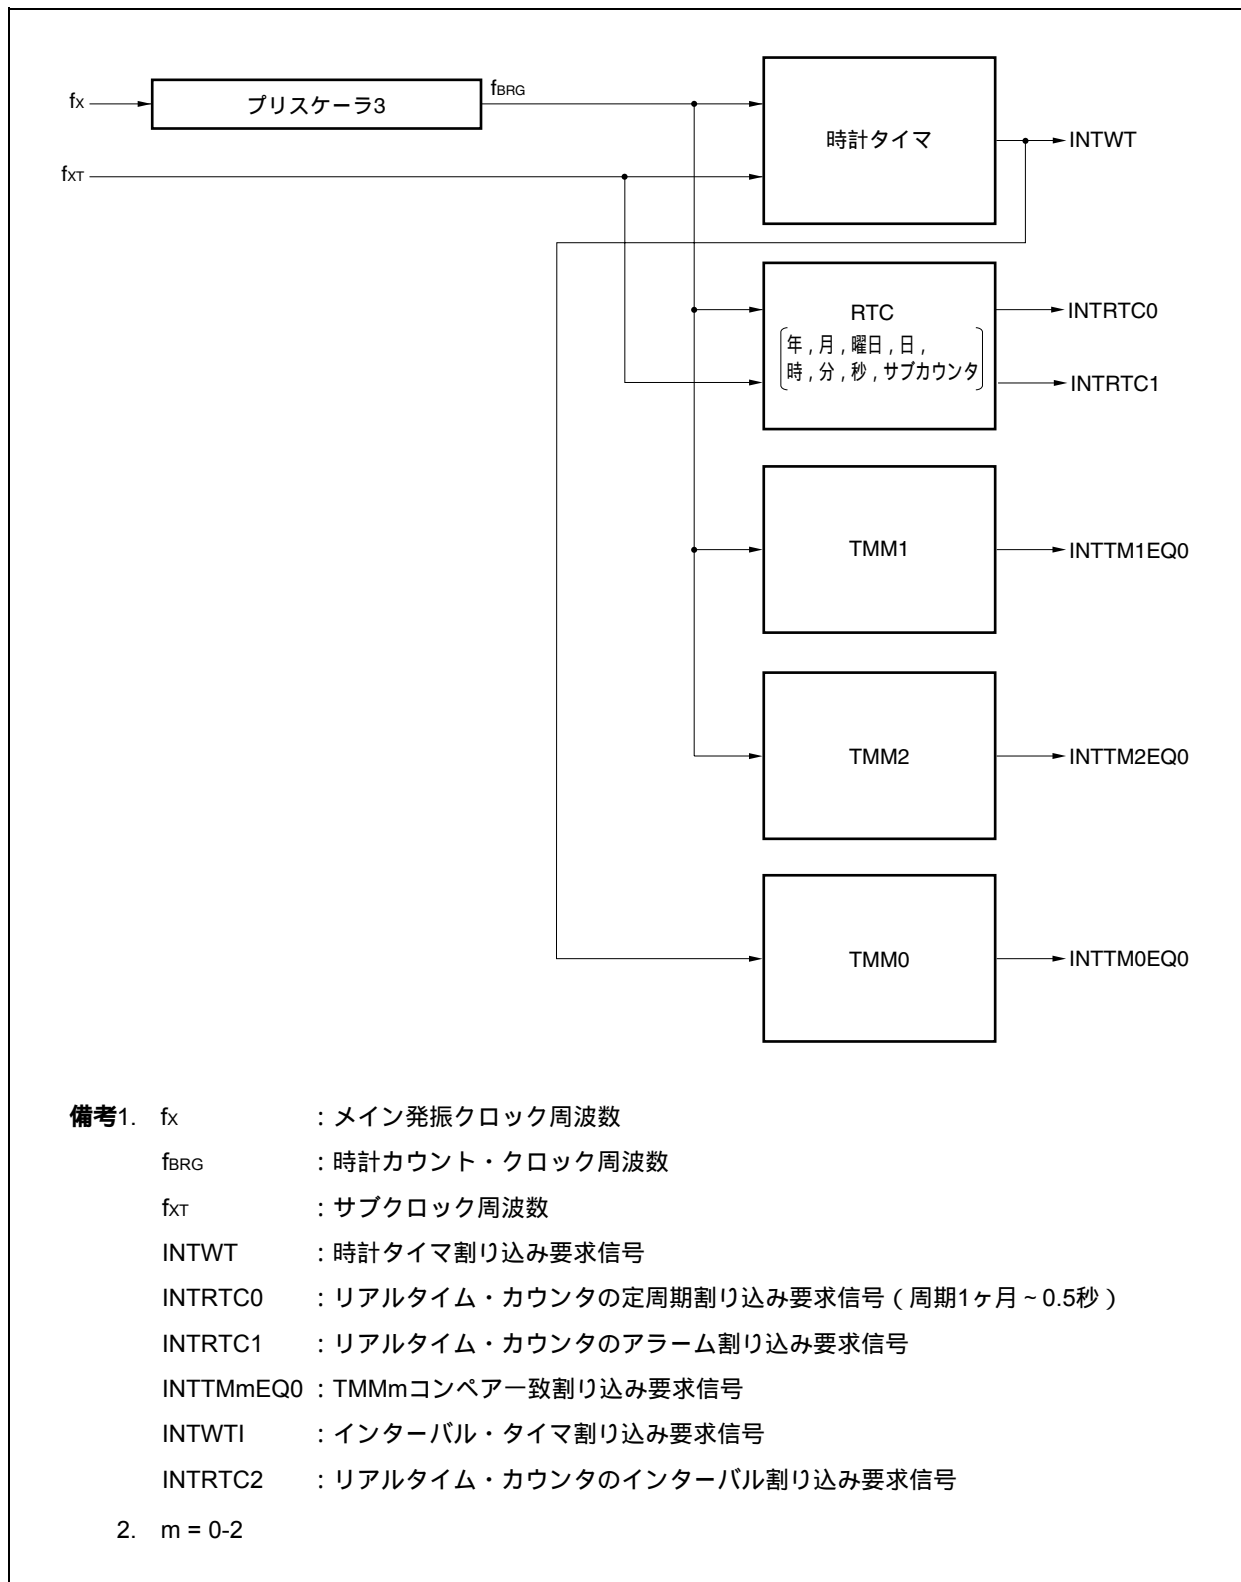 fX
プリスケーラ3
fBRG
fXT
時計タイマ
INTWT
RTC
年，月，曜日，日，
時，分，秒，サブカウンタ
INTRTC0
INTRTC1
TMM1
INTTM1EQ0
TMM2
INTTM2EQ0
TMM0
INTTM0EQ0
備考1. fX ：メイン発振クロック周波数
fBRG ：時計カウント・クロック周波数
fXT ：サブクロック周波数
INTWT ：時計タイマ割り込み要求信号
INTRTC0 ：リアルタイム・カウンタの定周期割り込み要求信号（周期1ヶ月～0.5秒）
INTRTC1 ：リアルタイム・カウンタのアラーム割り込み要求信号
INTTMmEQ0：TMMmコンペア一致割り込み要求信号
INTWTI ：インターバル・タイマ割り込み要求信号
INTRTC2 ：リアルタイム・カウンタのインターバル割り込み要求信号
2. m = 0-2